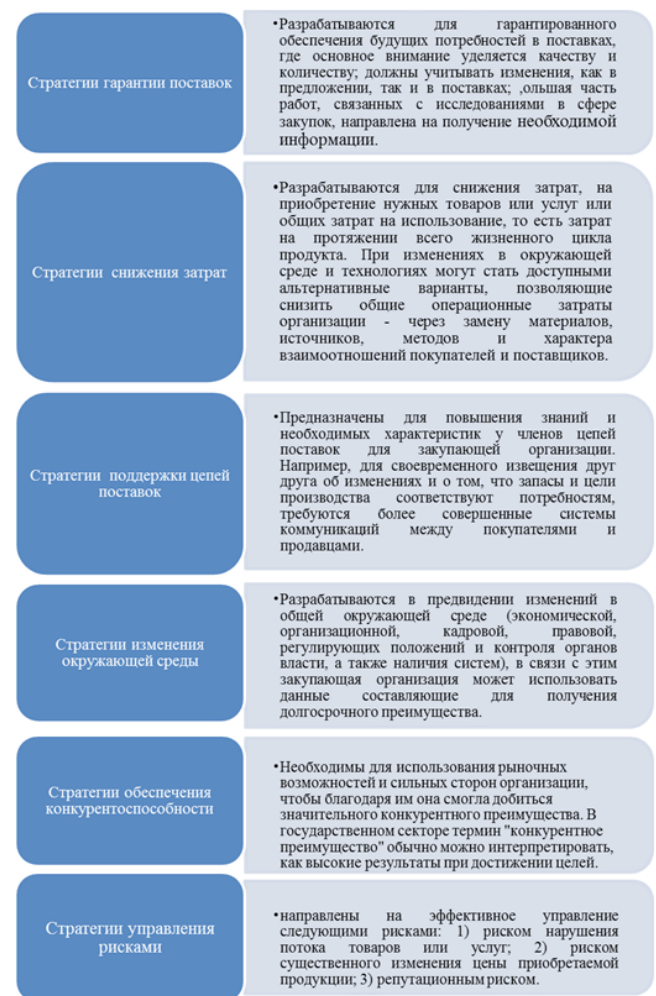 Стратегии гарантии поставок
•Разрабатываются для гарантированного
обеспечения будущих потребностей в поставках,
где основное внимание уделяется качеству и
количеству; должны учитывать изменения, как в
предложении, так и в поставках; ,ольшая часть
работ, связанных с исследованиями в сфере
закупок, направлена на получение необходимой
информации.
Стратегии снижения затрат
•Разрабатываются для снижения затрат, на
приобретение нужных товаров или услуг или
общих затрат на использование, то есть затрат
на протяжении всего жизненного цикла
продукта. При изменениях в окружающей
среде и технологиях могут стать доступными
альтернативные варианты, позволяющие
снизить общие операционные затраты
организации - через замену материалов,
источников, методов и характера
взаимоотношений покупателей и поставщиков.
Стратегии поддержки цепей
поставок
•Предназначены для повышения знаний и
необходимых характеристик у членов цепей
поставок для закупающей организации.
Например, для своевременного извещения друг
друга об изменениях и о том, что запасы и цели
производства соответствуют потребностям,
требуются более совершенные системы
коммуникаций между покупателями и
продавцами.
Стратегии изменения
окружающей среды
•Разрабатываются в предвидении изменений в
общей окружающей среде (экономической,
организационной, кадровой, правовой,
регулирующих положений и контроля органов
власти, а также наличия систем), в связи с этим
закупающая организация может использовать
данные составляющие для получения
долгосрочного преимущества.
Стратегии обеспечения
конкурентоспособности
•Необходимы для использования рыночных
возможностей и сильных сторон организации,
чтобы благодаря им она смогла добиться
значительного конкурентного преимущества. В
государственном секторе термин "конкурентное
преимущество" обычно можно интерпретировать,
как высокие результаты при достижении целей.
Стратегии управления
рисками
•направлены на эффективное управление
следующими рисками: 1) риском нарушения
потока товаров или услуг; 2) риском
существенного изменения цены приобретаемой
продукции; 3) репутационным риском.